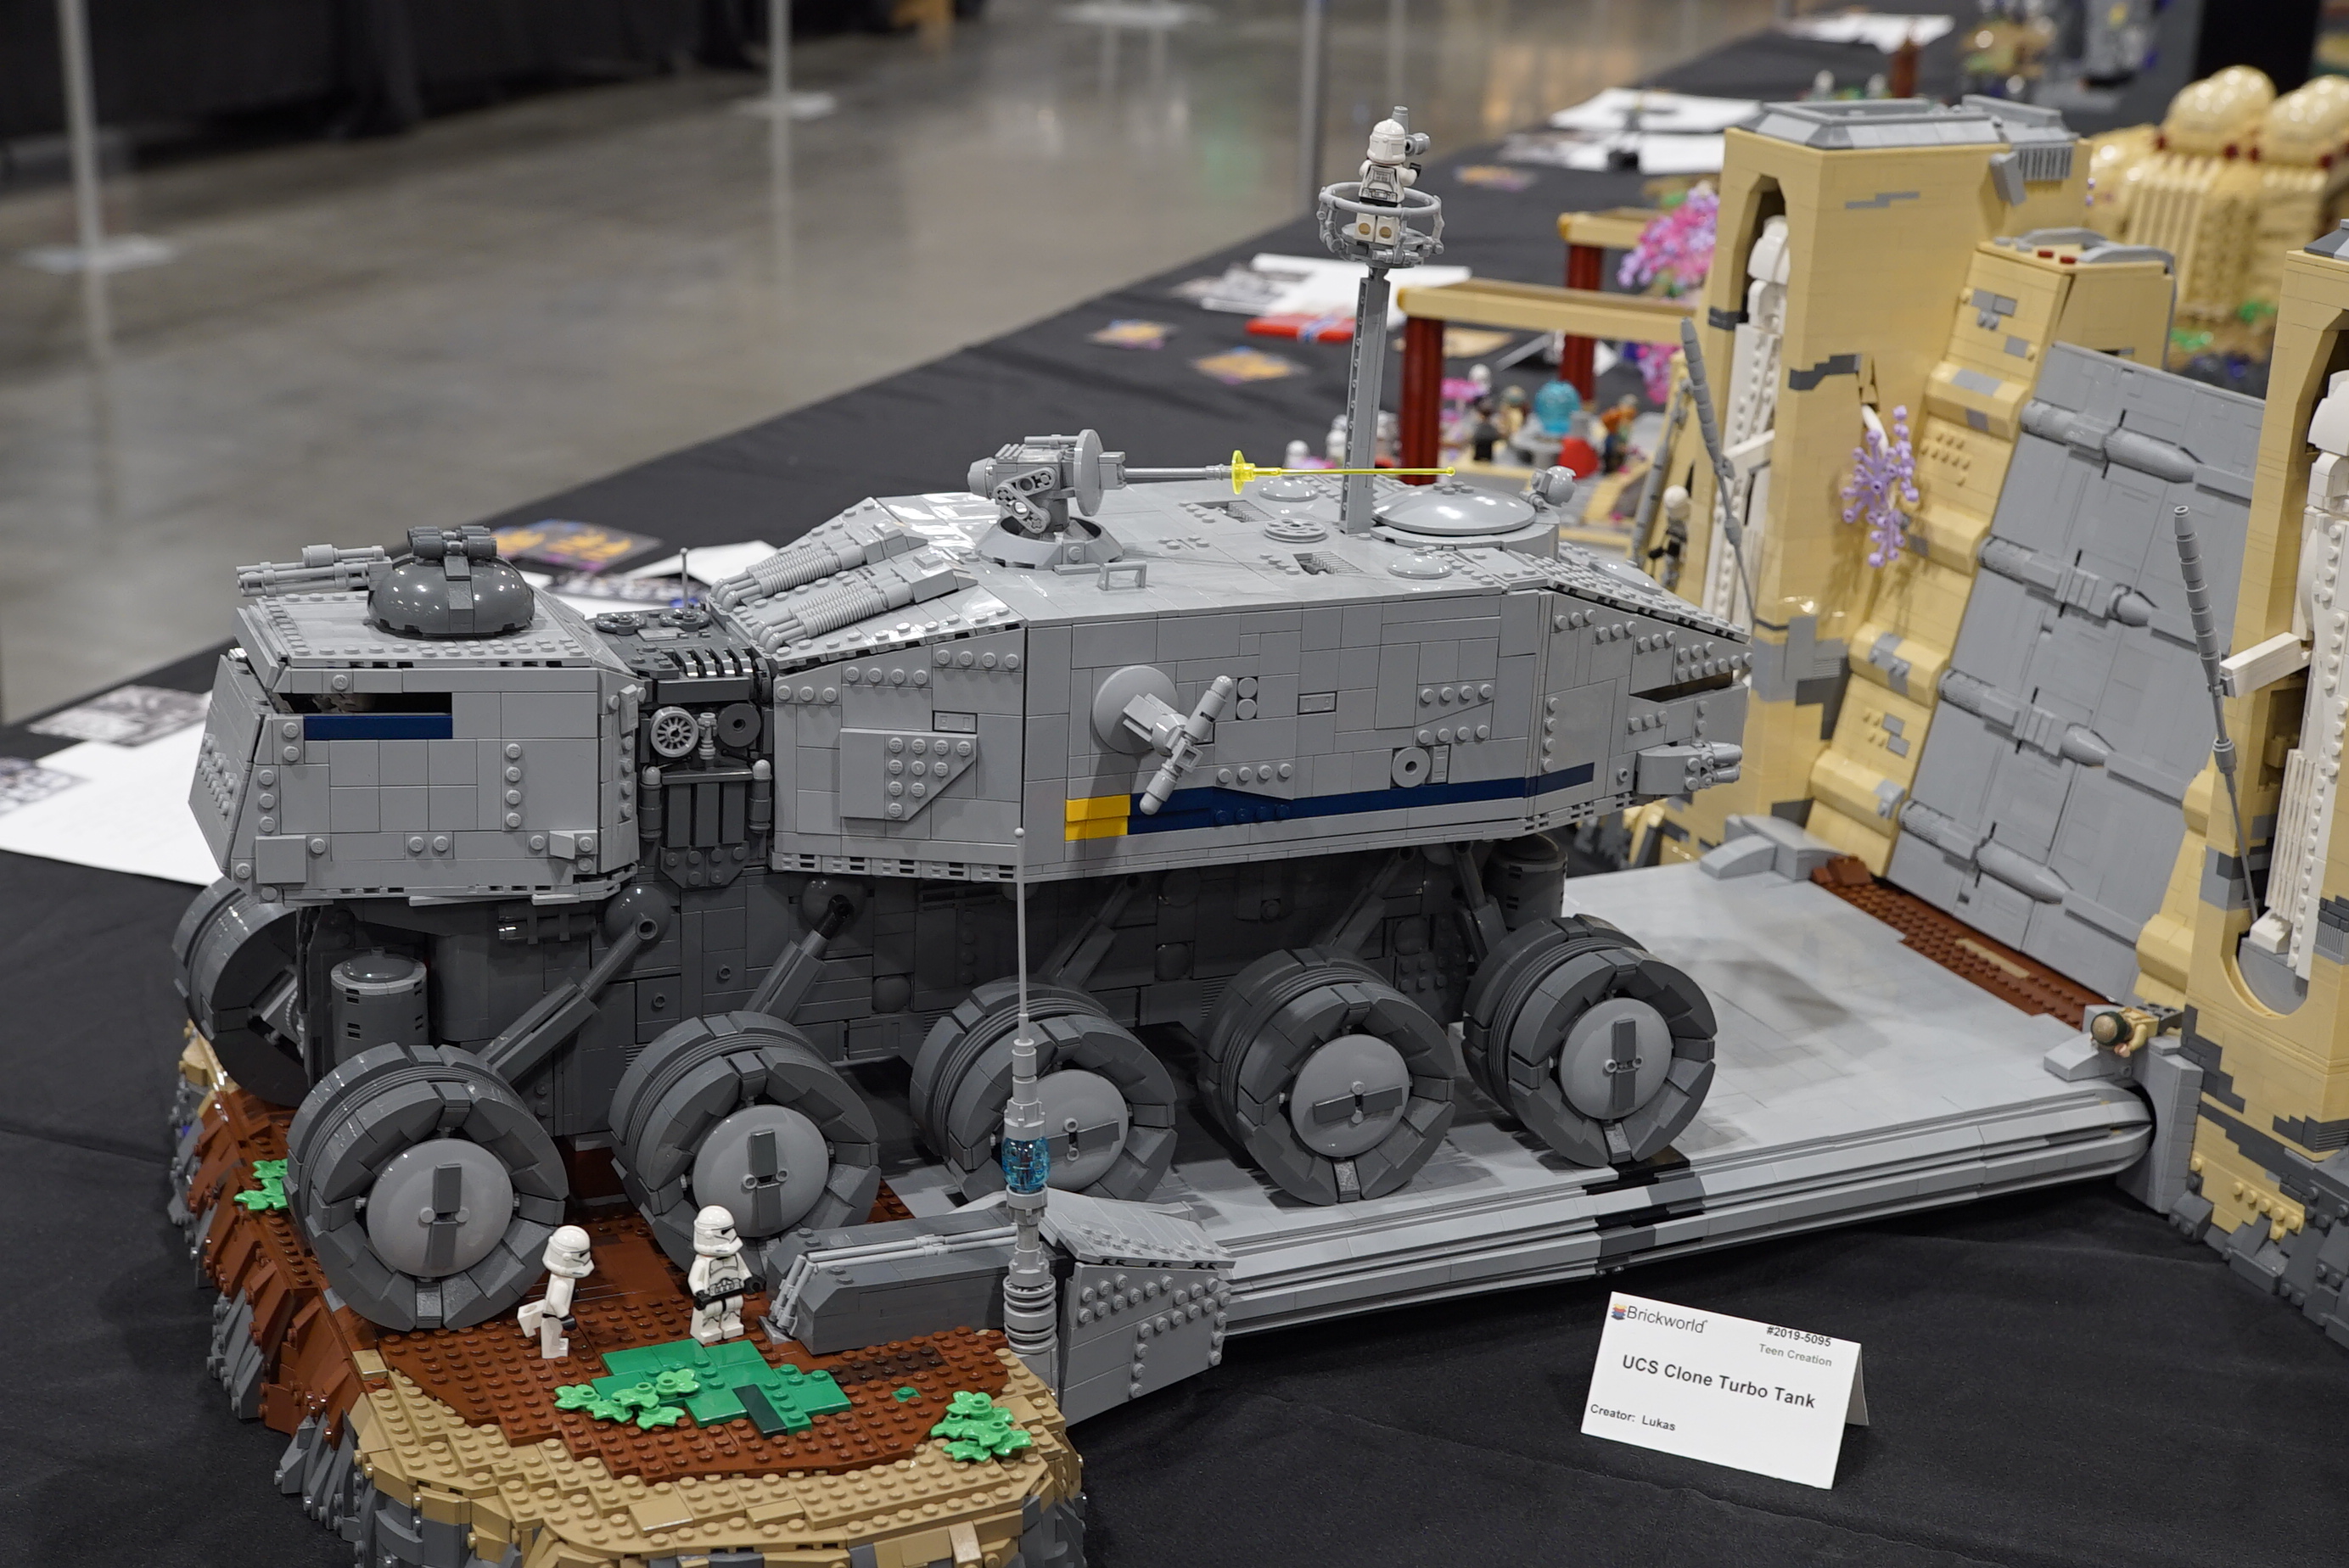 Brickworld
#2019-5095
Teen Creation
UCS Clone Turbo Tank
Creator: Lukas